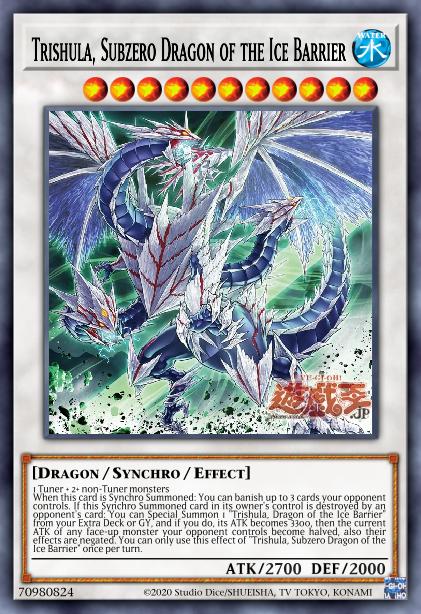 TRISHULA, SUBZERO DRAGON OF THE ICE BARRIER
WATER
水
YU-GI-OH!
遊戯王
.JP
[DRAGON / SYNCHRO / EFFECT]
1 Tuner + 2+ non-Tuner monsters
When this card is Synchro Summoned: You can banish up to 3 cards your opponent
controls. If this Synchro Summoned card in its owner's control is destroyed by an
opponent's card: You can Special Summon 1 "Trishula, Dragon of the Ice Barrier"
from your Extra Deck or GY, and if you do, its ATK becomes 3300, then the current
ATK of any face-up monster your opponent controls become halved, also their
effects are negated. You can only use this effect of "Trishula, Subzero Dragon of the
Ice Barrier" once per turn.
ATK/2700 DEF/2000
70980824
©2020 Studio Dice/SHUEISHA, TV TOKYO, KONAMI